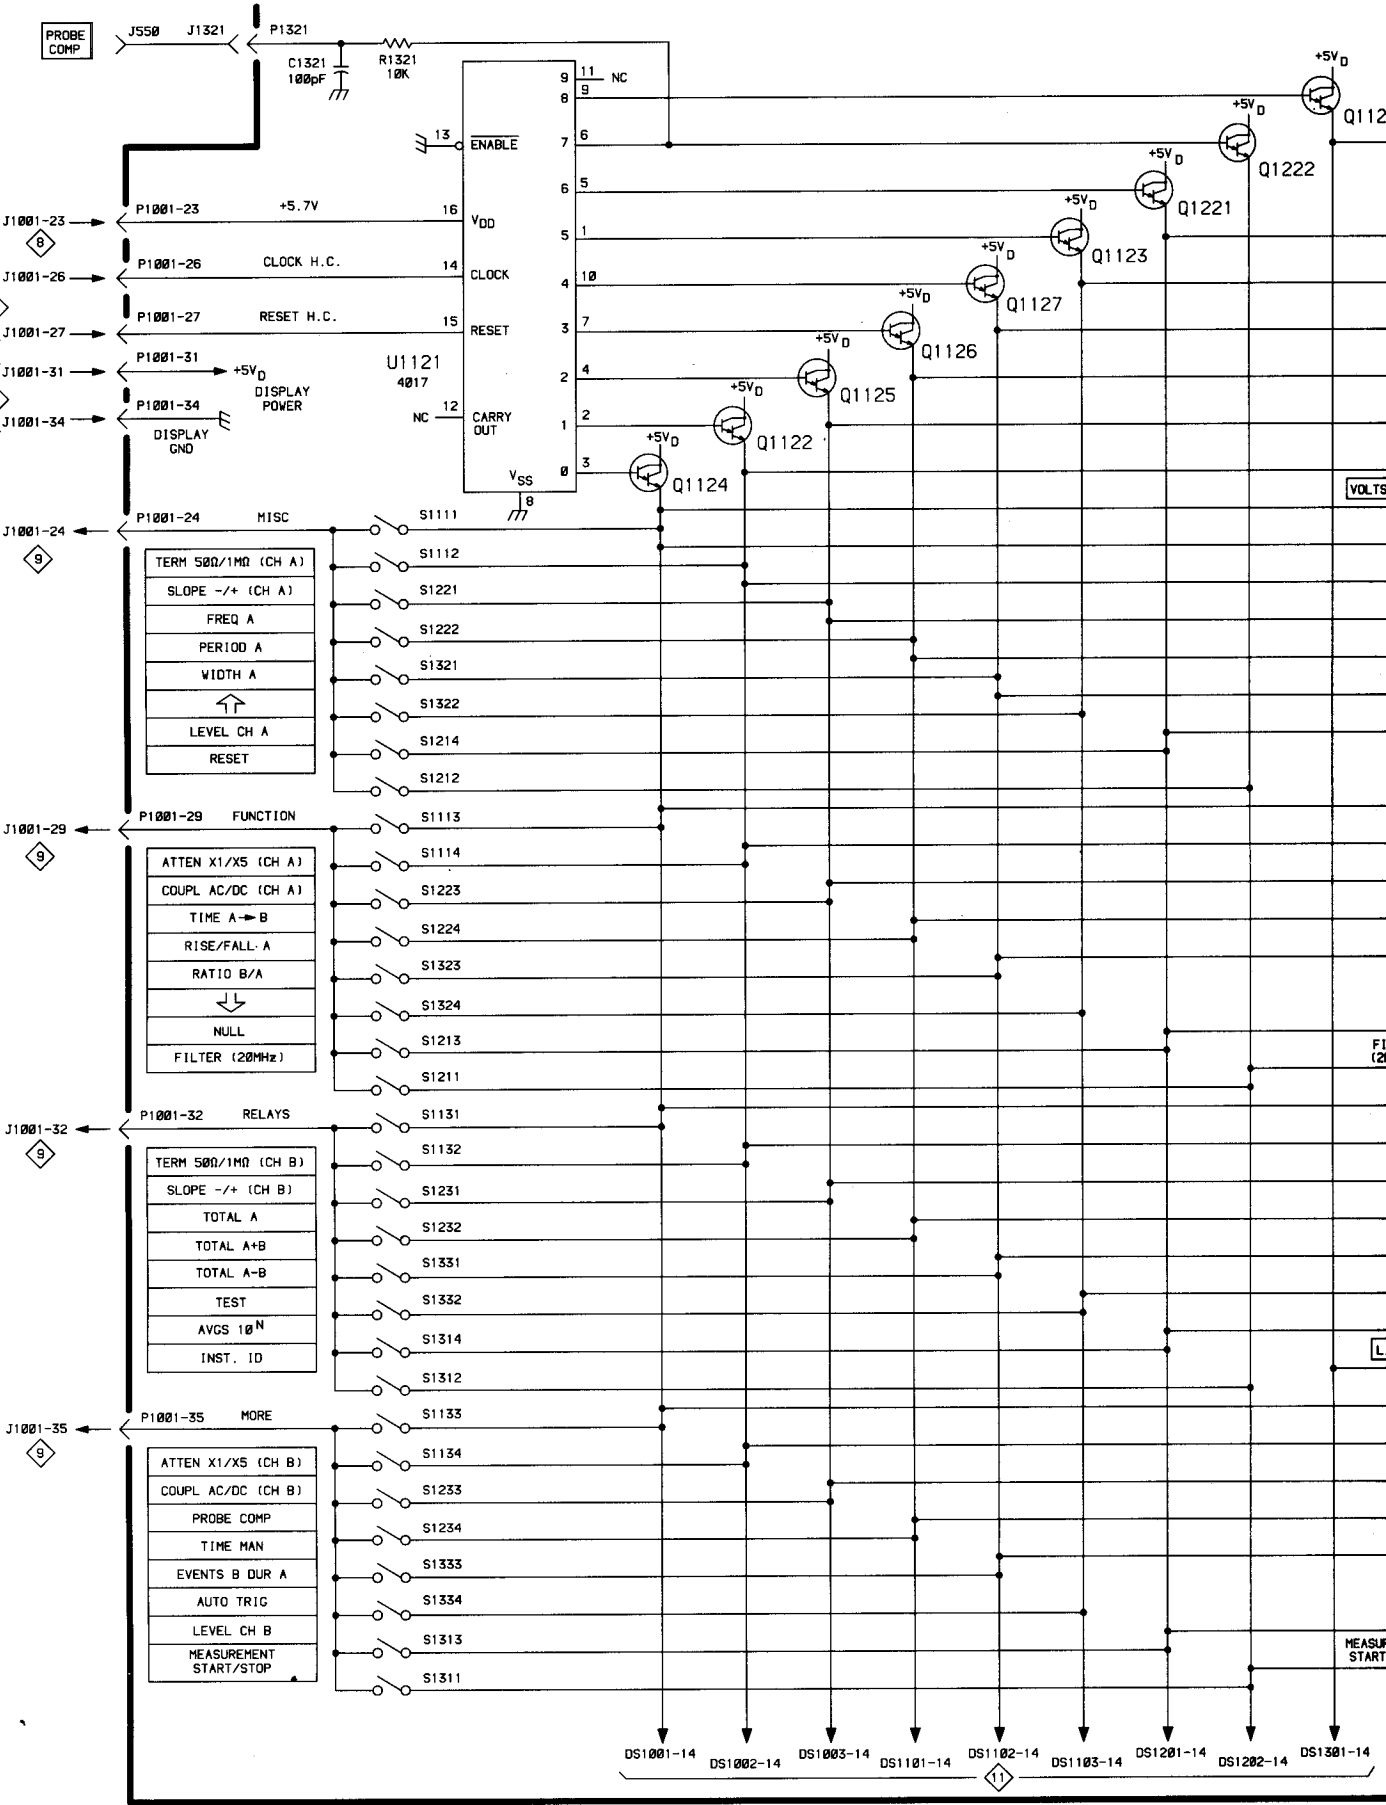 PROBE
COMP
J550
J1321
P1321
C1321
100pF
R1321
10K
9 11 NC
8 9
13 ENABLE
7 6
6 5
5 1
4 10
3 7
2 4
1 2
0 3
+5VD
+5VD
Q1222
+5VD
Q1221
+5VD
Q1123
+5VD
Q1127
+5VD
Q1126
+5VD
Q1125
+5VD
Q1122
+5VD
Q1124
J1001-23
8
P1001-23 +5.7V 16 VDD
J1001-26
P1001-26 CLOCK H.C. 14 CLOCK
J1001-27
P1001-27 RESET H.C. 15 RESET
J1001-31
P1001-31
+5VD
DISPLAY
POWER
J1001-34
P1001-34
DISPLAY
GND
U1121
4017
NC 12 CARRY
OUT
VSS
8
VOLTS
J1001-24
9
P1001-24 MISC
TERM 50Ω/1MΩ (CH A)
SLOPE -/+ (CH A)
FREQ A
PERIOD A
WIDTH A
LEVEL CH A
RESET
S1111
S1112
S1221
S1222
S1321
S1322
S1214
S1212
J1001-29
9
P1001-29 FUNCTION
ATTEN X1/X5 (CH A)
COUPL AC/DC (CH A)
TIME A→B
RISE/FALL A
RATIO B/A
NULL
FILTER (20MHz)
S1113
S1114
S1223
S1224
S1323
S1324
S1213
S1211
J1001-32
9
P1001-32 RELAYS
TERM 50Ω/1MΩ (CH B)
SLOPE -/+ (CH B)
TOTAL A
TOTAL A+B
TOTAL A-B
TEST
AVGS 10N
INST. ID
S1131
S1132
S1231
S1232
S1331
S1332
S1314
S1312
J1001-35
9
P1001-35 MORE
ATTEN X1/X5 (CH B)
COUPL AC/DC (CH B)
PROBE COMP
TIME MAN
EVENTS B DUR A
AUTO TRIG
LEVEL CH B
MEASUREMENT
START/STOP
S1133
S1134
S1233
S1234
S1333
S1334
S1313
S1311
START
DS1001-14
DS1002-14
DS1003-14
DS1101-14
DS1102-14
DS1103-14
DS1201-14
DS1202-14
DS1301-14
11